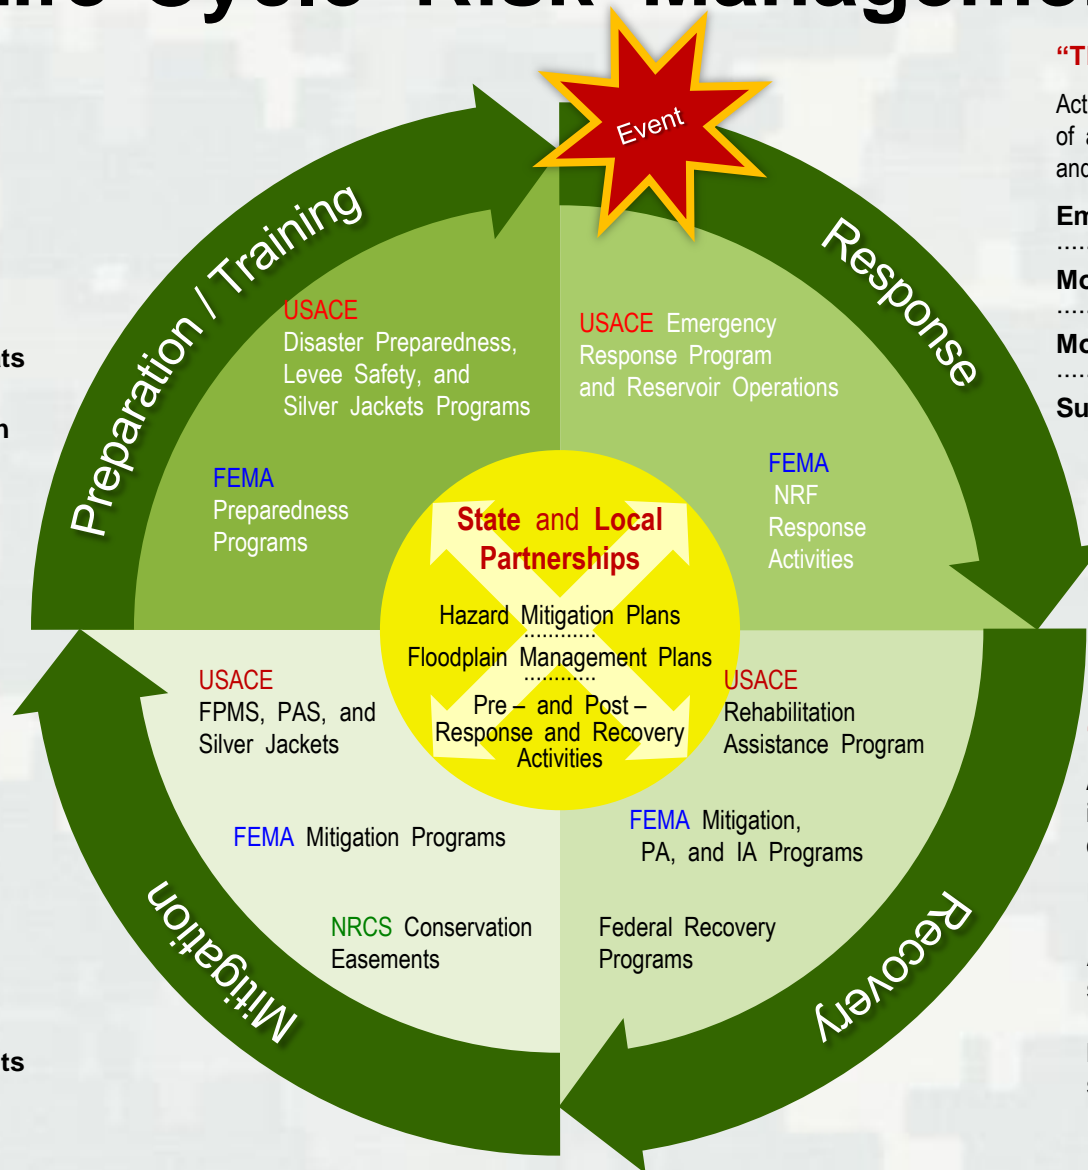 Cycle Risk
Event
Preparation / Training
Response
USACE
Disaster Preparedness,
Levee Safety, and
Silver Jackets Programs
USACE Emergency
Response Program
and Reservoir Operations
FEMA
Preparedness
Programs
FEMA
NRF
Response
Activities
State and Local
Partnerships
Hazard Mitigation Plans
............
Floodplain Management Plans
............
Pre – and Post –
Response and Recovery
Activities
USACE
FPMS, PAS, and
Silver Jackets
USACE
Rehabilitation
Assistance Program
FEMA Mitigation Programs
FEMA Mitigation,
PA, and IA Programs
NRCS Conservation
Easements
Federal Recovery
Programs
Mitigation
Recovery
of